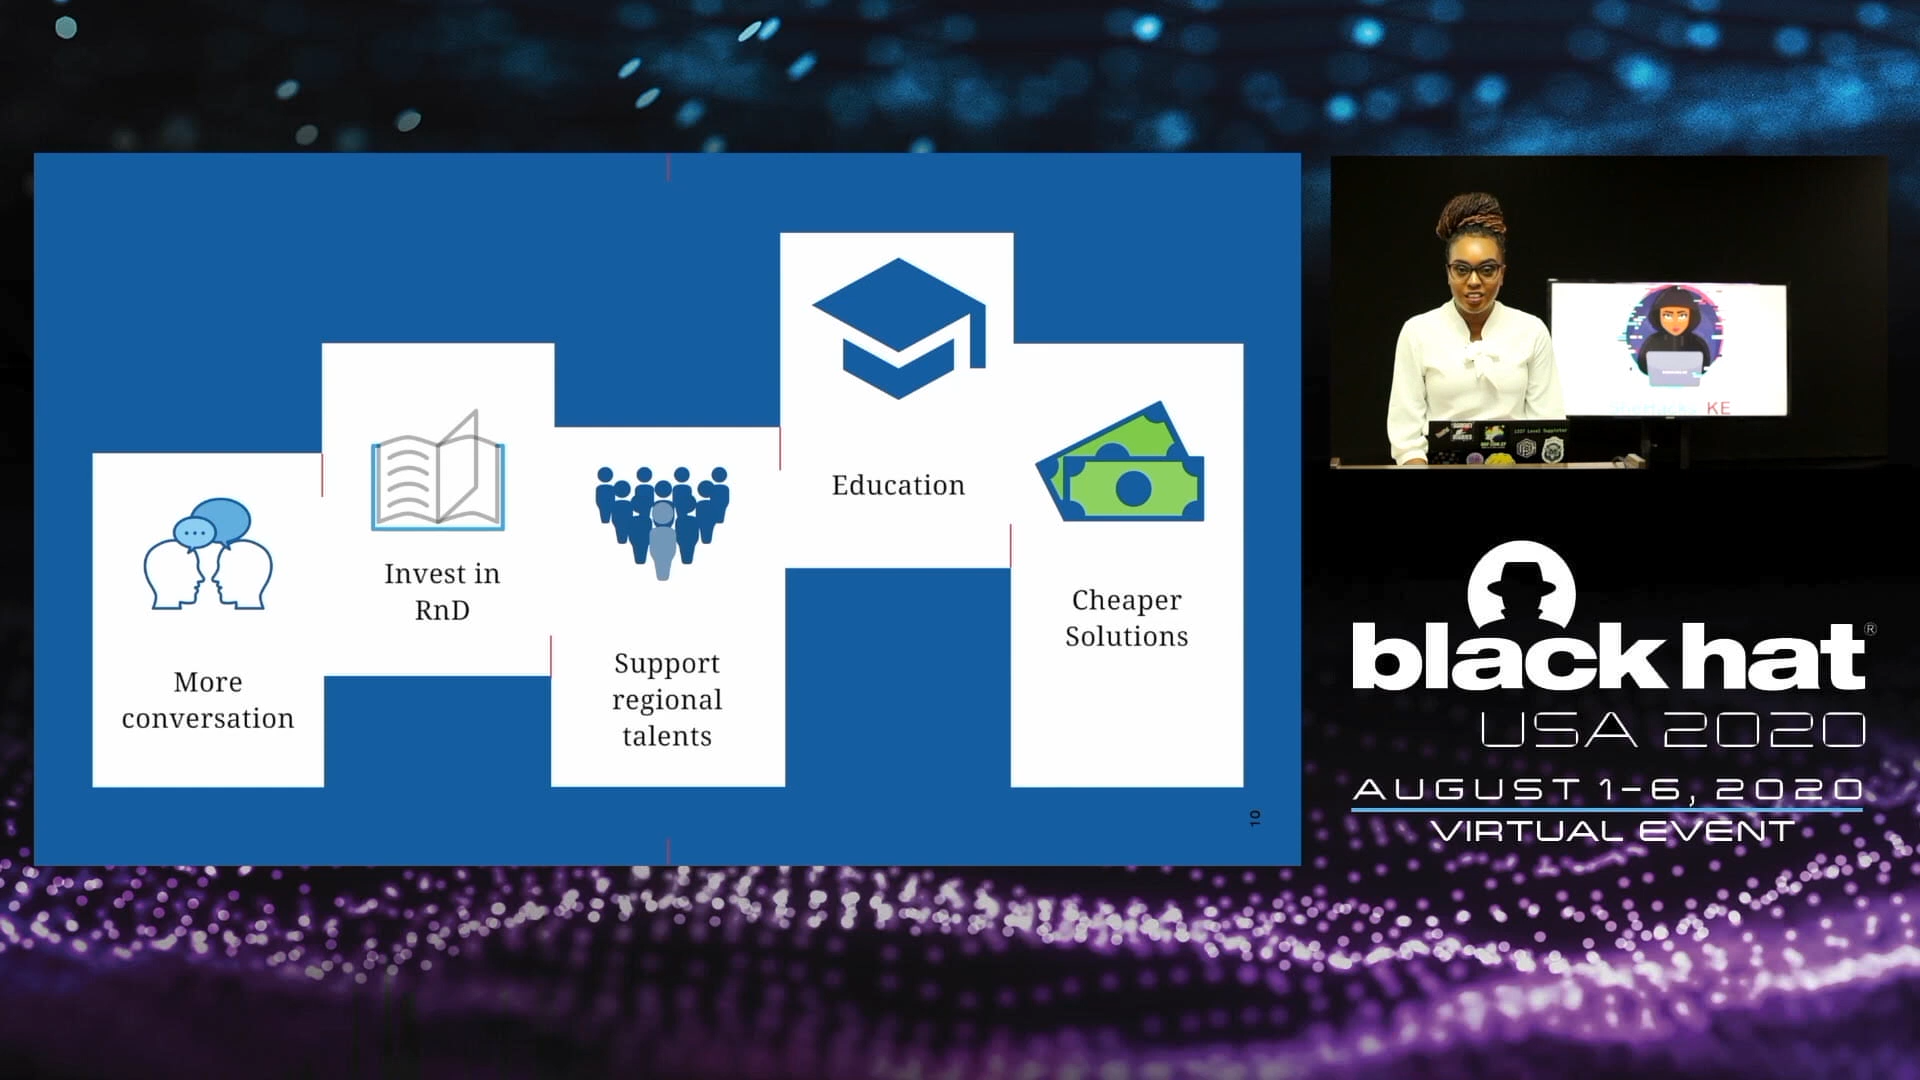 More
conversation
Invest in
RnD
Support
regional
talents
Education
Cheaper
Solutions
10
KE
black hat®
USA 2020
AUGUST 1-6, 2020
VIRTUAL EVENT